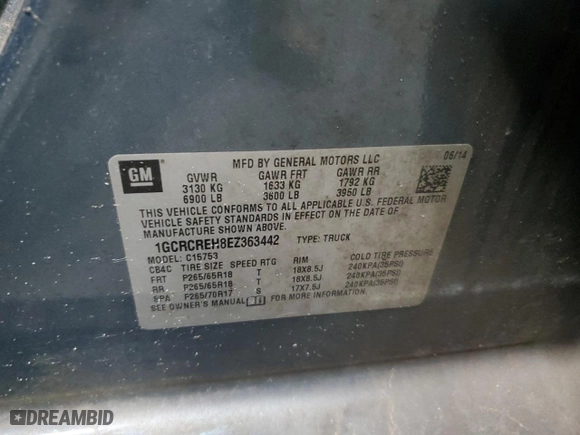 MFD BY GENERAL MOTORS LLC 06/14
GM
GVWR GAWR FRT GAWR RR
3130 KG 1633 KG 1792 KG
6900 LB 3600 LB 3950 LB
THIS VEHICLE CONFORMS TO ALL APPLICABLE U.S. FEDERAL MOTOR
VEHICLE SAFETY STANDARDS IN EFFECT ON THE DATE OF
MANUFACTURE SHOWN ABOVE.
1GCRCREH8EZ363442 TYPE: TRUCK
MODEL: C15753
CB4C TIRE SIZE SPEED RTG RIM COLD TIRE PRESSURE
FRT P265/65R18 T 18X8.5J 240KPA(35PSI)
RR P265/65R18 T 18X8.5J 240KPA(35PSI)
SPA P265/70R17 S 17X7.5J 240KPA(35PSI)
SEE OWNER'S MANUAL FOR MORE INFORMATION.
© DREAMBID
© DREAMBID